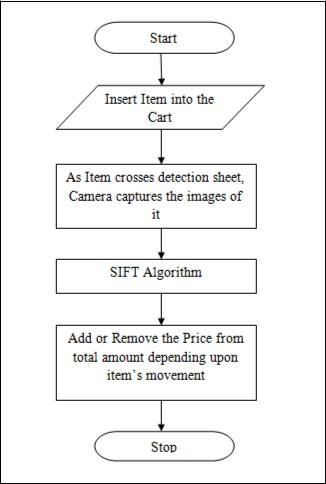 Start
Insert Item into the
Cart
As Item crosses detection sheet,
Camera captures the images of
it
SIFT Algorithm
Add or Remove the Price from
total amount depending upon
item's movement
Stop